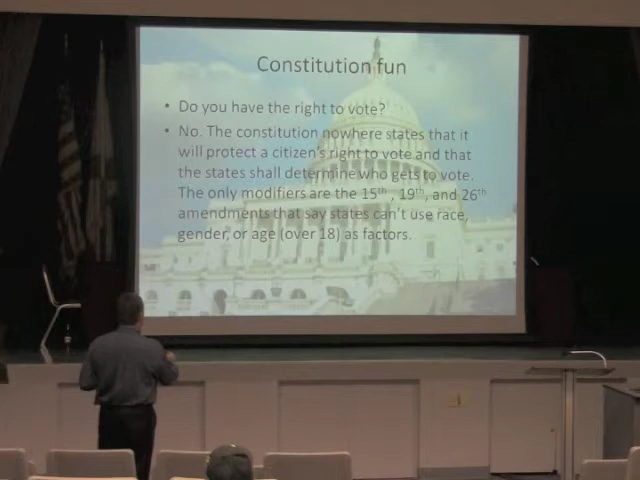 Constitution fun
• Do you have the right to vote?
• No. The constitution nowhere states that it
will protect a citizen's right to vote and that
the states shall determine who gets to vote.
The only modifiers are the 15th , 19th, and 26th
amendments that say states can't use race,
gender, or age (over 18) as factors.